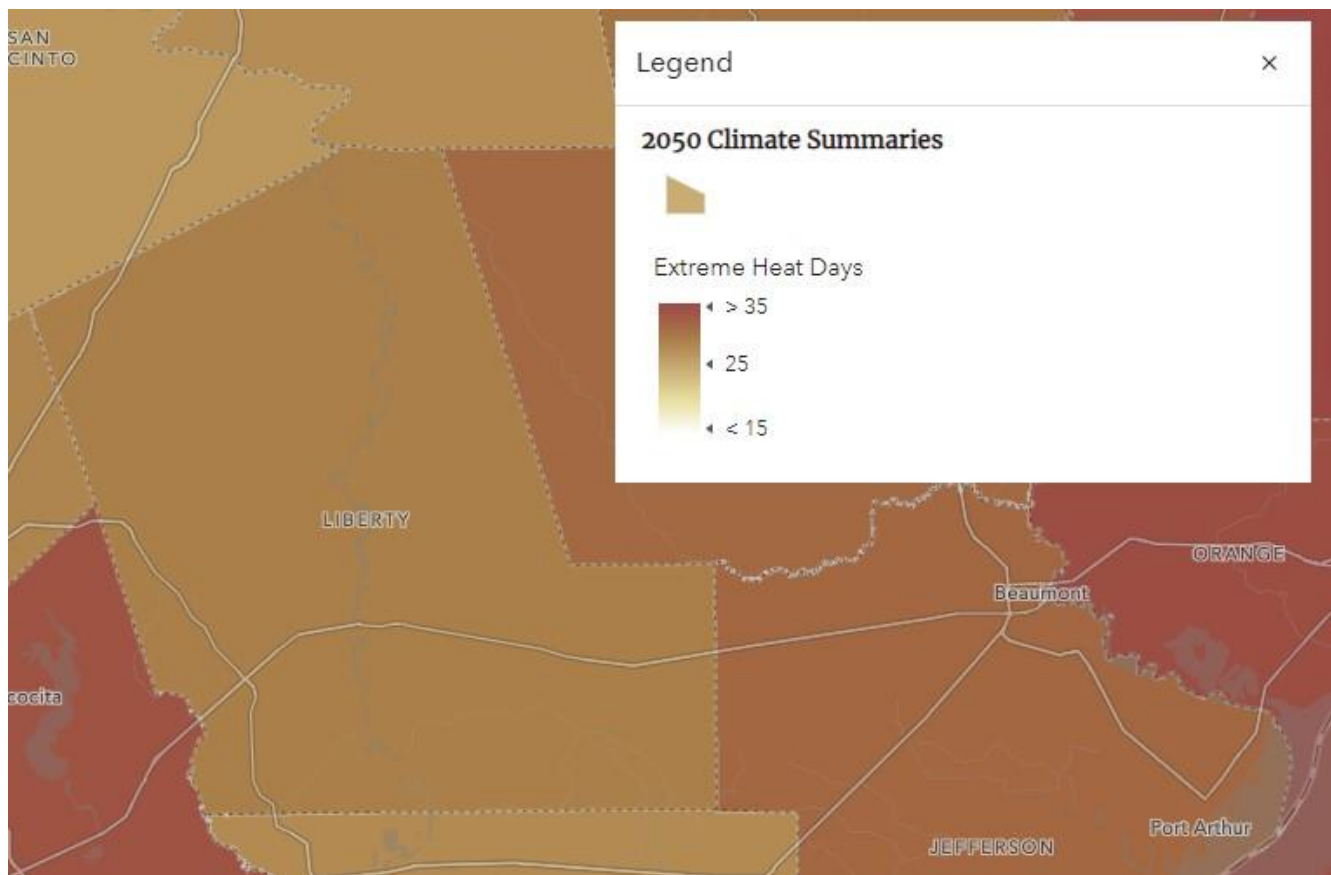 SAN
CINTO
Legend
×
2050 Climate Summaries
Extreme Heat Days
> 35
25
< 15
LIBERTY
ORANGE
Beaumont
cocita
Port Arthur
JEFFERSON